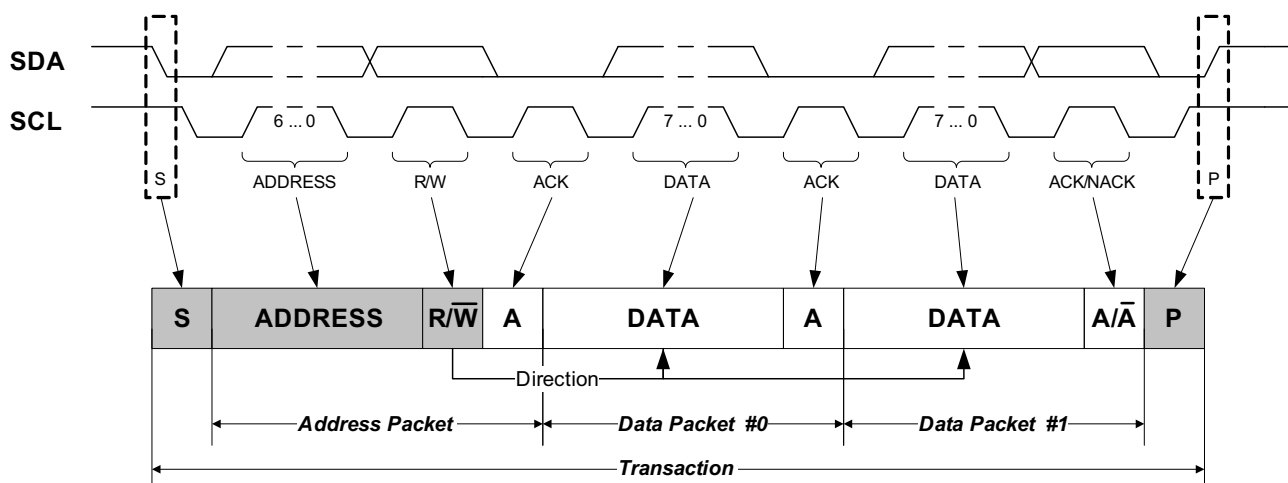 SDA
SCL
6 ... 0
7 ... 0
7 ... 0
S
ADDRESS
R/W
ACK
DATA
ACK
DATA
ACK/NACK
P
S
ADDRESS
R/W̅
A
DATA
A
DATA
A/A̅
P
Direction
Address Packet
Data Packet #0
Data Packet #1
Transaction